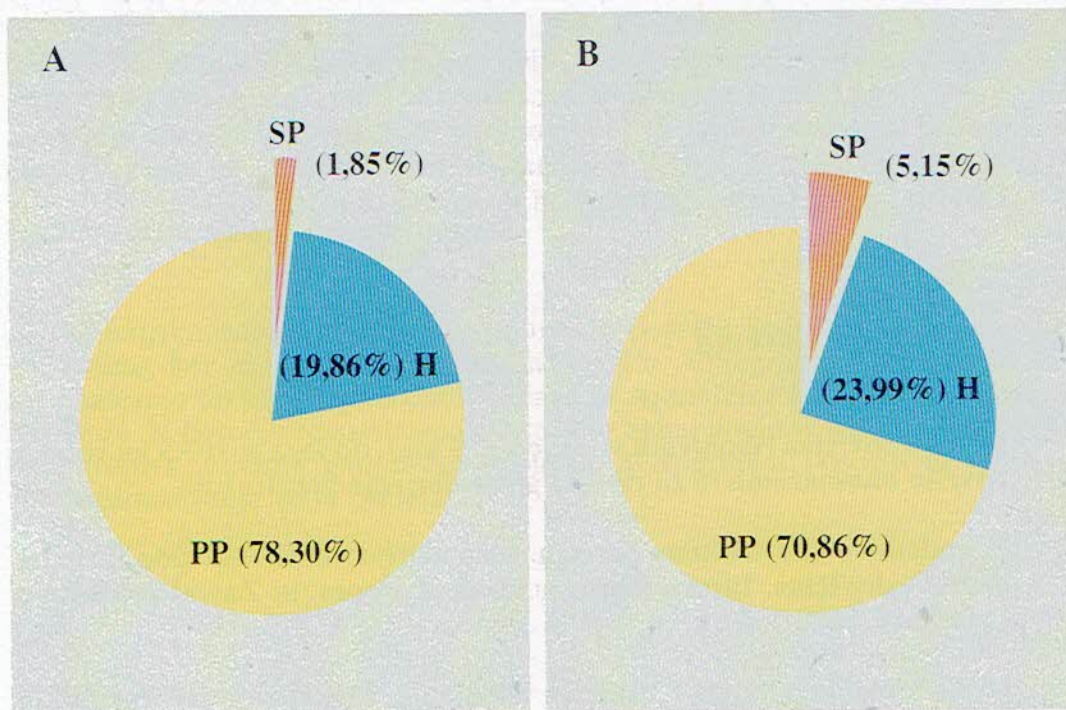 A
SP
(1,85%)
(19,86%) H
PP (78,30%)
B
SP
(5,15%)
(23,99%) H
PP (70,86%)